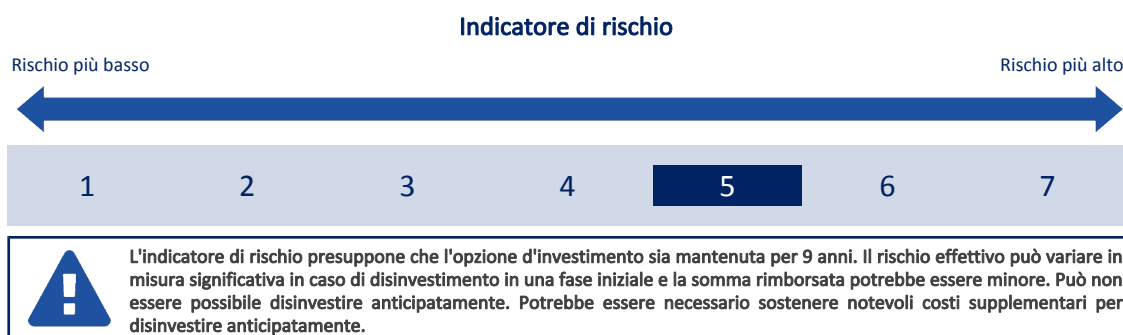 Indicatore di rischio
Rischio più basso
Rischio più alto
1 2 3 4 5 6 7
L'indicatore di rischio presuppone che l'opzione d'investimento sia mantenuta per 9 anni. Il rischio effettivo può variare in
misura significativa in caso di disinvestimento in una fase iniziale e la somma rimborsata potrebbe essere minore. Può non
essere possibile disinvestire anticipatamente. Potrebbe essere necessario sostenere notevoli costi supplementari per
disinvestire anticipatamente.